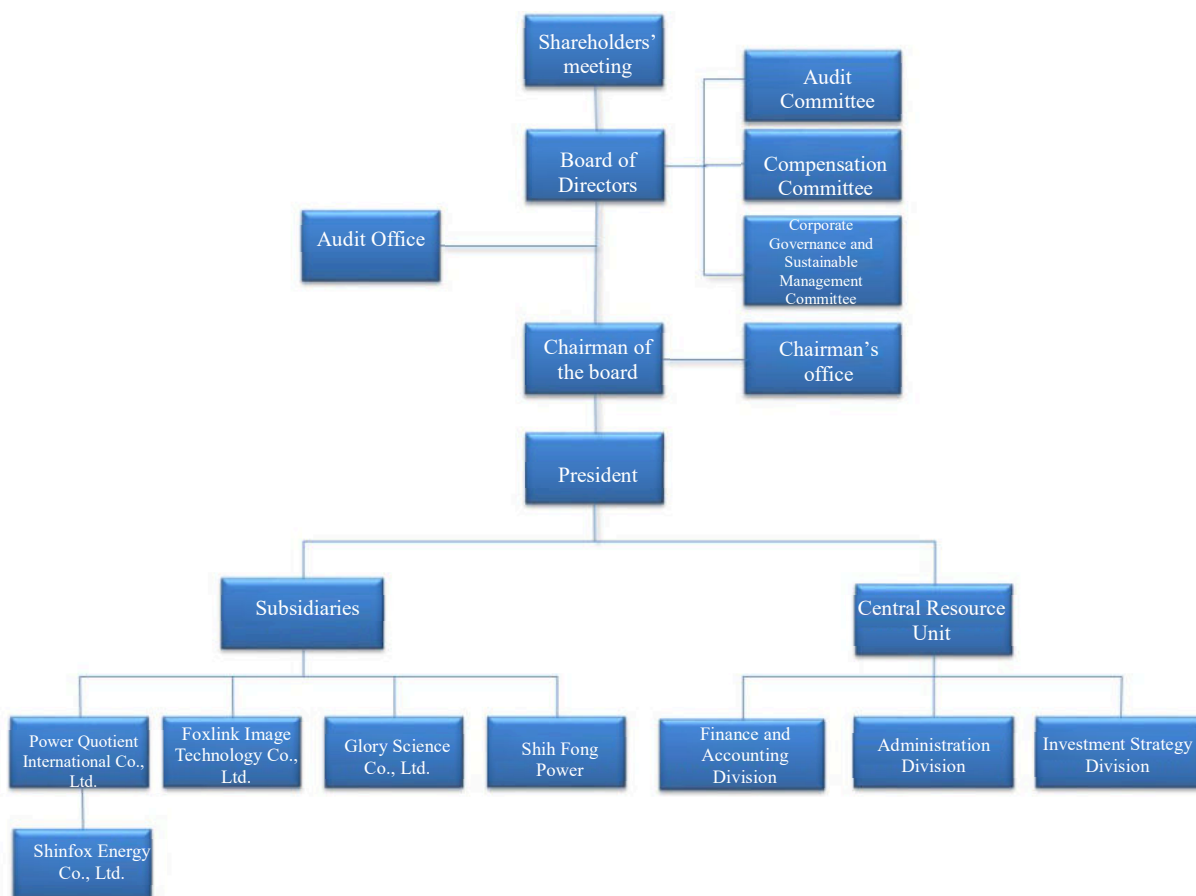 Shareholders’
meeting
Audit
Committee
Board of
Directors
Compensation
Committee
Audit Office
Corporate
Governance and
Sustainable
Management
Committee
Chairman of
the board
Chairman’s
office
President
Subsidiaries
Central Resource
Unit
Power Quotient
International Co.,
Ltd.
Foxlink Image
Technology Co.,
Ltd.
Glory Science
Co., Ltd.
Shih Fong
Power
Finance and
Accounting
Division
Administration
Division
Investment Strategy
Division
Shinfox Energy
Co., Ltd.